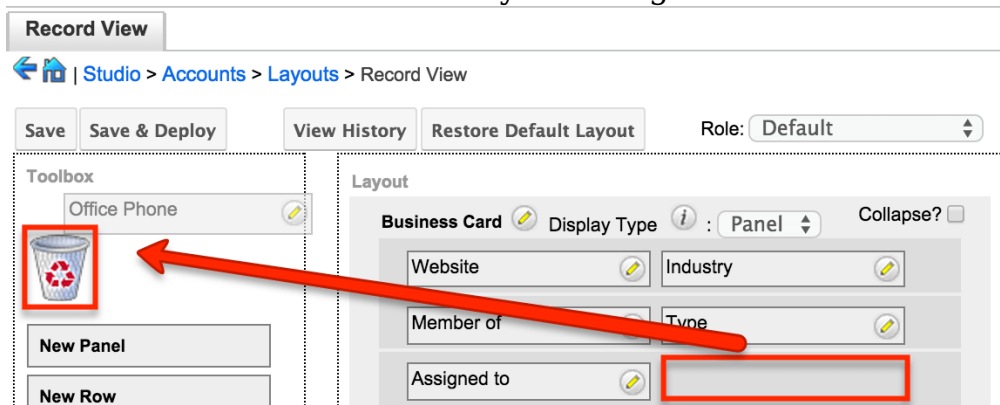 Record View
| Studio > Accounts > Layouts > Record View
Save Save & Deploy View History Restore Default Layout Role: Default
Toolbox
Office Phone
New Panel
New Row
Layout
Business Card Display Type i : Panel Collapse?
Website Industry
Member of Type
Assigned to